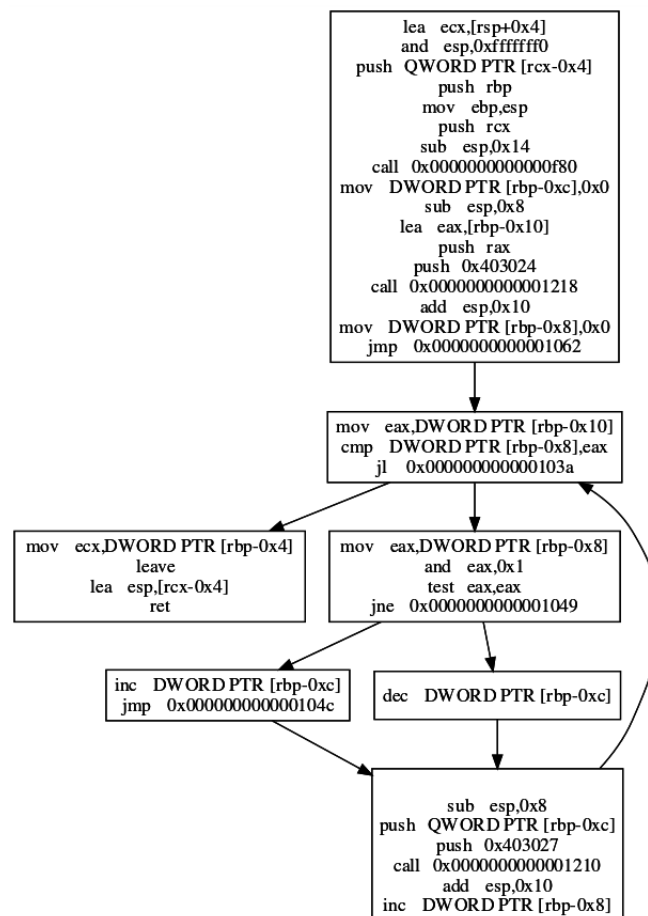 lea ecx,[rsp+0x4]
and esp,0xfffffff0
push QWORD PTR [rcx-0x4]
push rbp
mov ebp,esp
push rcx
sub esp,0x14
call 0x0000000000000f80
mov DWORD PTR [rbp-0xc],0x0
sub esp,0x8
lea eax,[rbp-0x10]
push rax
push 0x403024
call 0x0000000000001218
add esp,0x10
mov DWORD PTR [rbp-0x8],0x0
jmp 0x0000000000001062
mov eax,DWORD PTR [rbp-0x10]
cmp DWORD PTR [rbp-0x8],eax
jl 0x000000000000103a
mov ecx,DWORD PTR [rbp-0x4]
leave
lea esp,[rcx-0x4]
ret
mov eax,DWORD PTR [rbp-0x8]
and eax,0x1
test eax,eax
jne 0x0000000000001049
inc DWORD PTR [rbp-0xc]
jmp 0x000000000000104c
dec DWORD PTR [rbp-0xc]
sub esp,0x8
push QWORD PTR [rbp-0xc]
push 0x403027
call 0x0000000000001210
add esp,0x10
inc DWORD PTR [rbp-0x8]